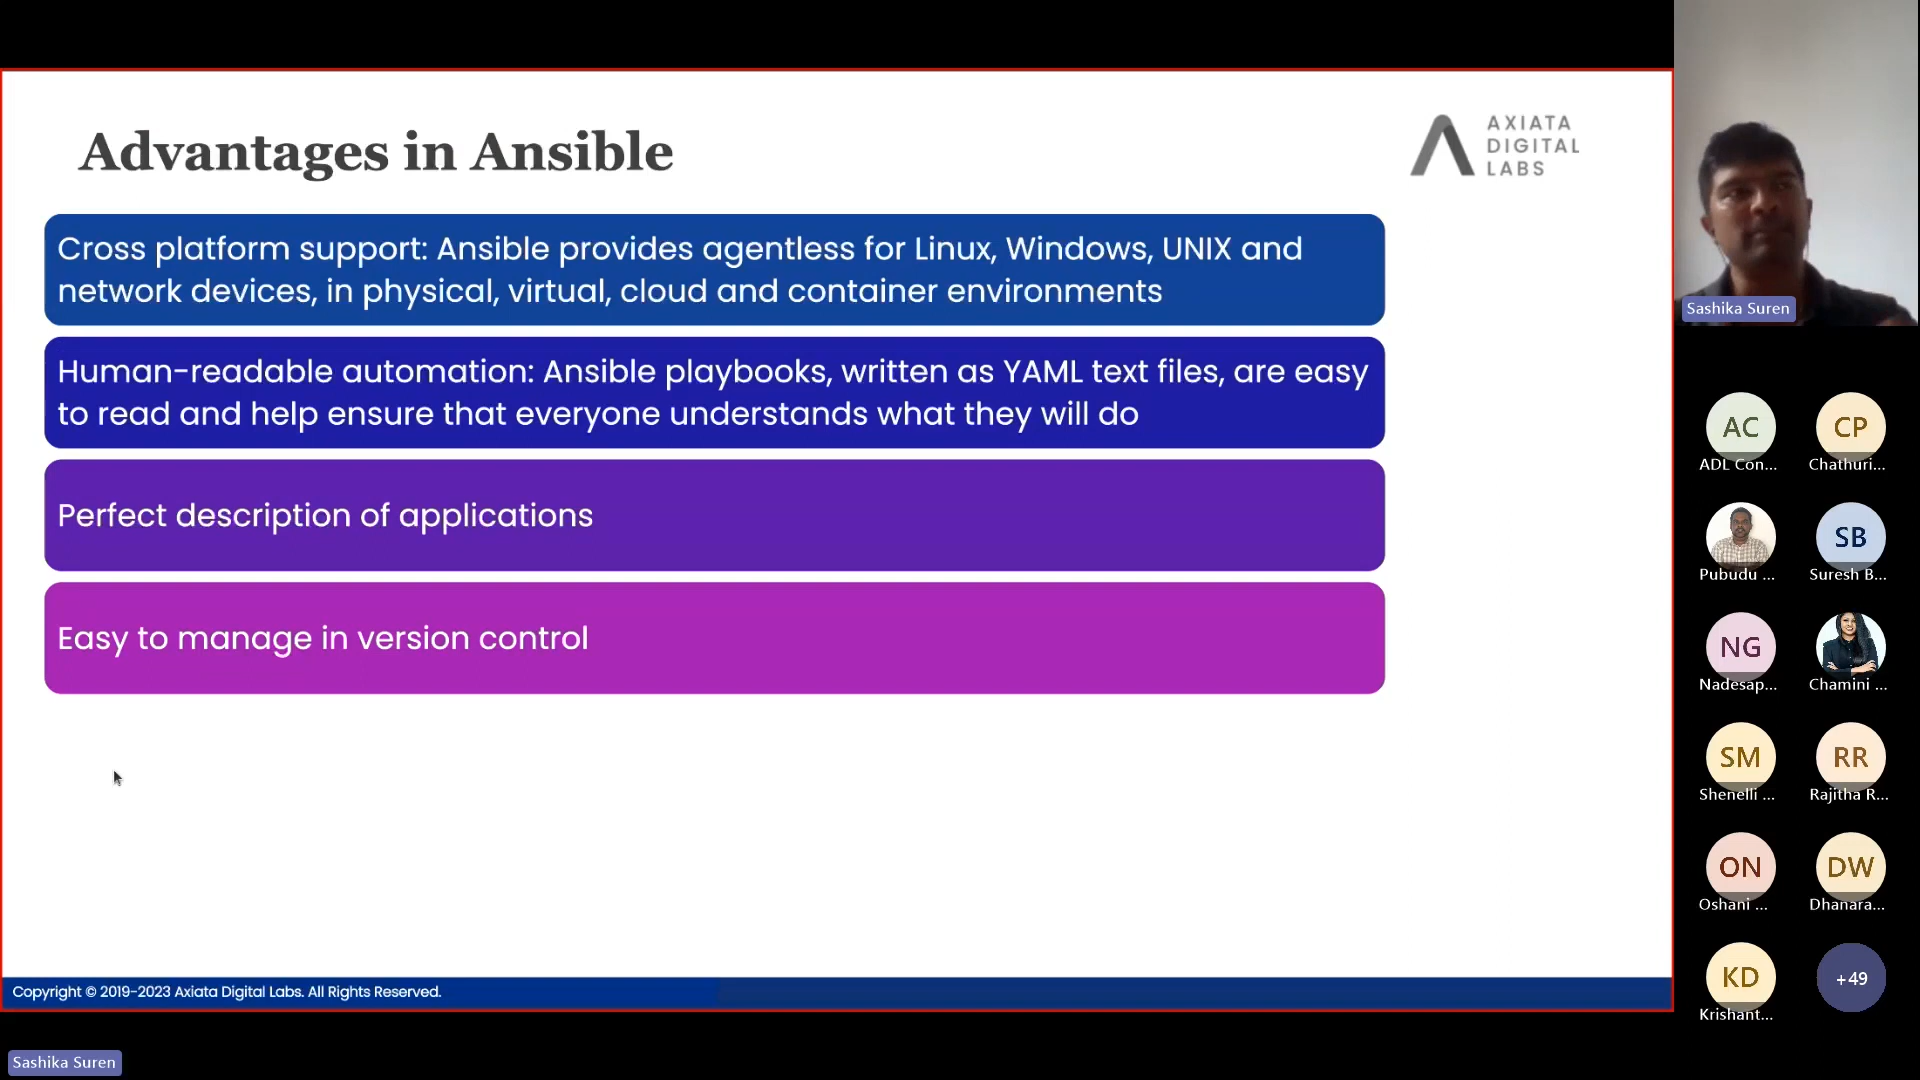 Advantages in Ansible
AXIATA
DIGITAL
LABS
Cross platform support: Ansible provides agentless for Linux, Windows, UNIX and
network devices, in physical, virtual, cloud and container environments
Human-readable automation: Ansible playbooks, written as YAML text files, are easy
to read and help ensure that everyone understands what they will do
Perfect description of applications
Easy to manage in version control
Copyright © 2019-2023 Axiata Digital Labs. All Rights Reserved.
Sashika Suren
Sashika Suren
AC
CP
ADL Con...
Chathuri...
SB
Pubudu ...
Suresh B...
NG
Nadesap...
Chamini ...
SM
RR
Shenelli ...
Rajitha R...
ON
DW
Oshani ...
Dhanara...
KD
+49
Krishant...